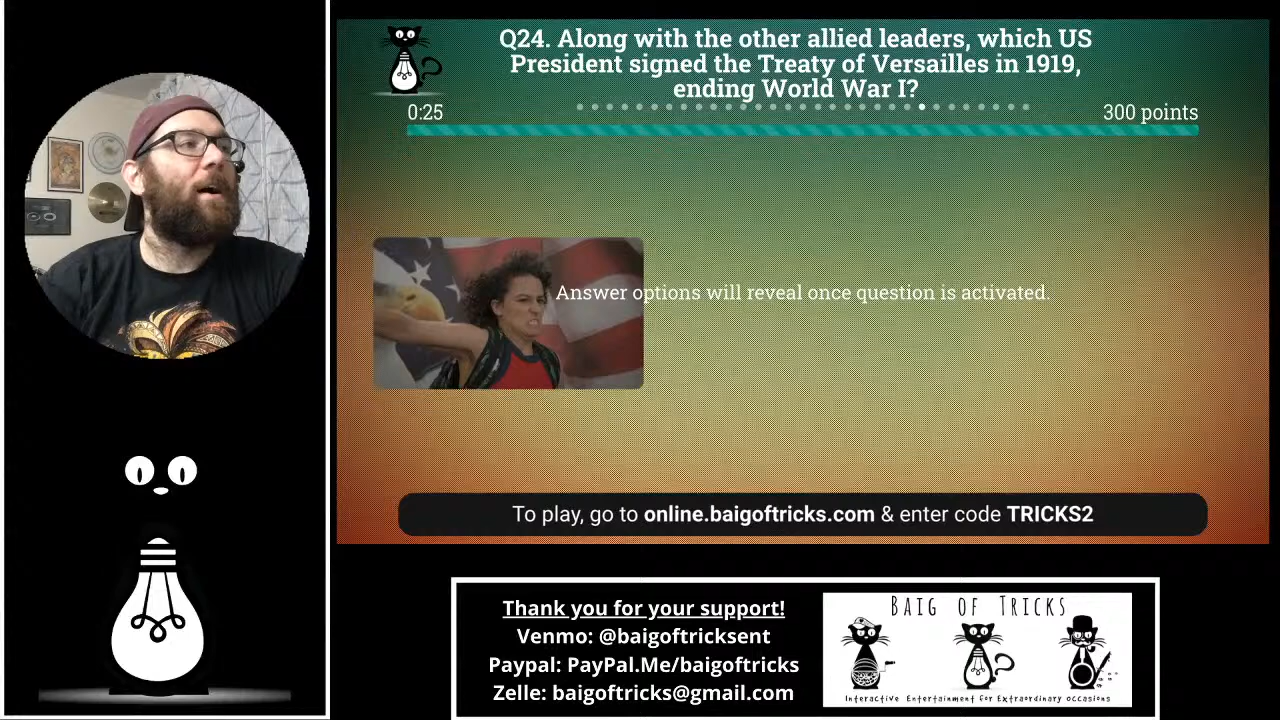 Q24. Along with the other allied leaders, which US
President signed the Treaty of Versailles in 1919,
ending World War I?
0:25
300 points
Answer options will reveal once question is activated.
To play, go to online.baigoftricks.com & enter code TRICKS2
Thank you for your support!
Venmo: @baigoftricksent
Paypal: PayPal.Me/baigoftricks
Zelle: baigoftricks@gmail.com
BAIG OF TRICKS
Interactive Entertainment for Extraordinary occasions